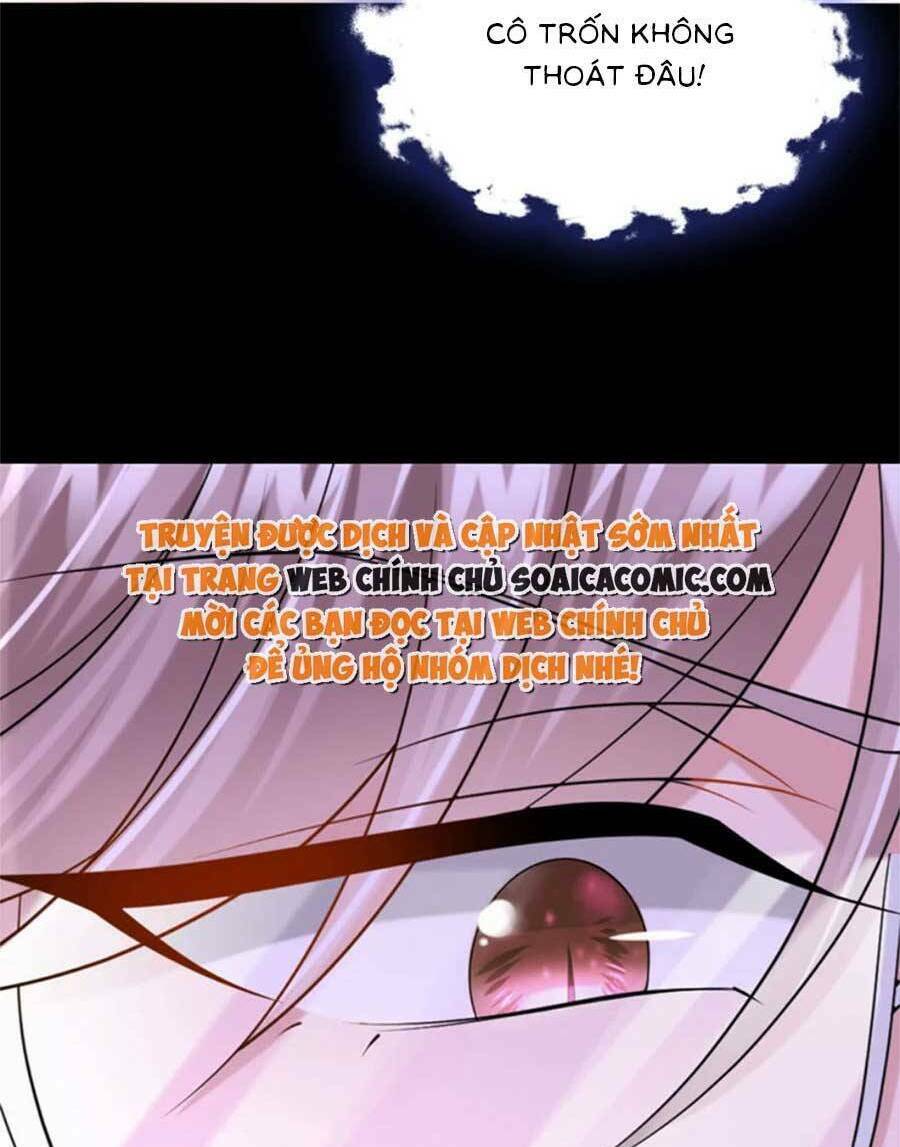 CÔ TRỐN KHÔNG
THOÁT ĐÂU!
TRUYỆN ĐƯỢC DỊCH VÀ CẬP NHẬT SỚM NHẤT
TẠI TRANG WEB CHÍNH CHỦ SOAICACOMIC.COM
MỜI CÁC BẠN ĐỌC TẠI WEB CHÍNH CHỦ
ĐỂ ỦNG HỘ NHÓM DỊCH NHÉ!